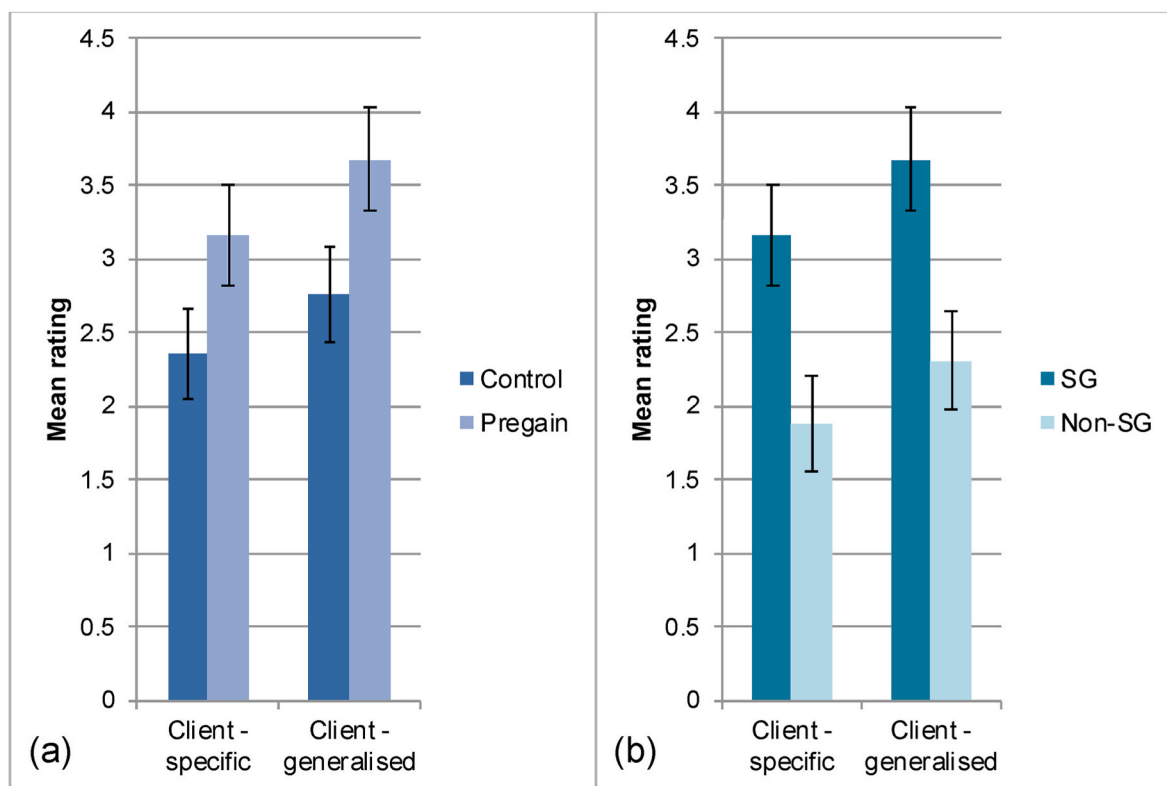 4.5
4
3.5
3
2.5
2
1.5
1
0.5
0
Mean rating
Control
Pregain
Client -
specific
Client -
generalised
(a)
4.5
4
3.5
3
2.5
2
1.5
1
0.5
0
Mean rating
SG
Non-SG
Client -
specific
Client -
generalised
(b)